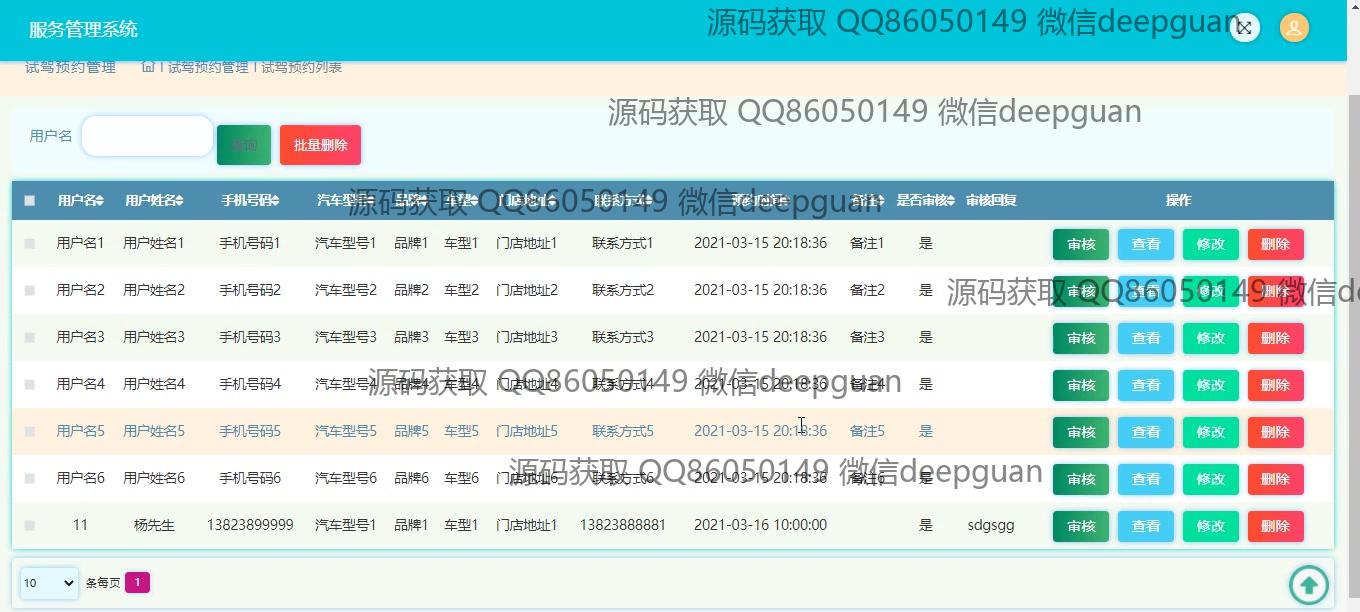 服务管理系统
源码获取 QQ86050149 微信deepguan
试驾预约管理 试驾预约管理 试驾预约列表
源码获取 QQ86050149 微信deepguan
用户名 查询 批量删除
用户名 用户姓名 手机号码 汽车型号 品牌 车型 门店地址 联系方式 预约时间 备注 是否审核 审核回复 操作
源码获取 QQ86050149 微信deepguan
用户名1 用户姓名1 手机号码1 汽车型号1 品牌1 车型1 门店地址1 联系方式1 2021-03-15 20:18:36 备注1 是 审核 查看 修改 删除
用户名2 用户姓名2 手机号码2 汽车型号2 品牌2 车型2 门店地址2 联系方式2 2021-03-15 20:18:36 备注2 是 审核 查看 修改 删除
源码获取 QQ86050149 微信de
用户名3 用户姓名3 手机号码3 汽车型号3 品牌3 车型3 门店地址3 联系方式3 2021-03-15 20:18:36 备注3 是 审核 查看 修改 删除
用户名4 用户姓名4 手机号码4 汽车型号4 品牌4 车型4 门店地址4 联系方式4 2021-03-15 20:18:36 备注4 是 审核 查看 修改 删除
源码获取 QQ86050149 微信deepguan
用户名5 用户姓名5 手机号码5 汽车型号5 品牌5 车型5 门店地址5 联系方式5 2021-03-15 20:18:36 备注5 是 审核 查看 修改 删除
用户名6 用户姓名6 手机号码6 汽车型号6 品牌6 车型6 门店地址6 联系方式6 2021-03-15 20:18:36 备注6 是 审核 查看 修改 删除
源码获取 QQ86050149 微信deepguan
11 杨先生 13823899999 汽车型号1 品牌1 车型1 门店地址1 13823888881 2021-03-16 10:00:00 是 sdgsgg 审核 查看 修改 删除
10 条每页 1